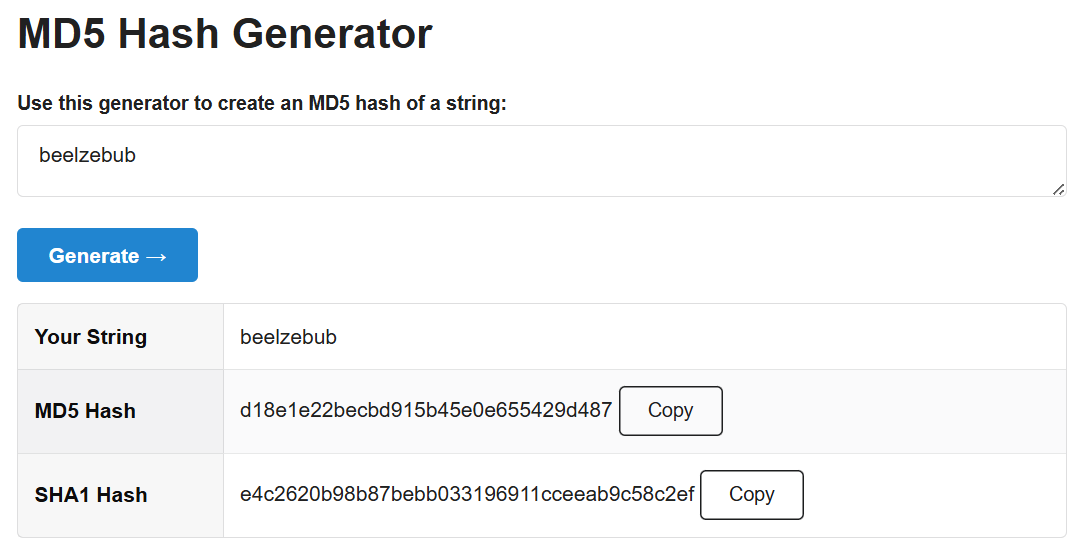 MD5 Hash Generator
Use this generator to create an MD5 hash of a string:
beelzebub
Generate →
Your String beelzebub
MD5 Hash d18e1e22becbd915b45e0e655429d487 Copy
SHA1 Hash e4c2620b98b87bebb033196911cceeab9c58c2ef Copy